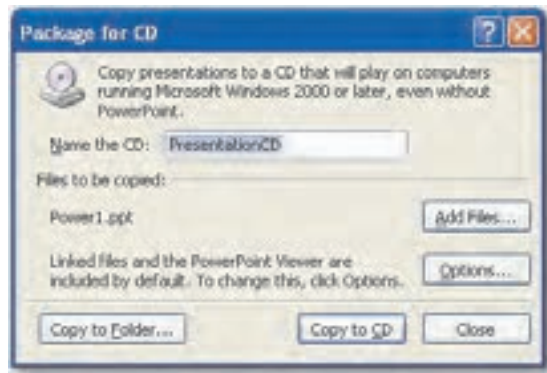 Package for CD
Copy presentations to a CD that will play on computers
running Microsoft Windows 2000 or later, even without
PowerPoint.
Name the CD: PresentationCD
Files to be copied:
Power1.ppt
Add Files...
Linked files and the PowerPoint Viewer are
included by default. To change this, click Options.
Options...
Copy to Folder... Copy to CD Close